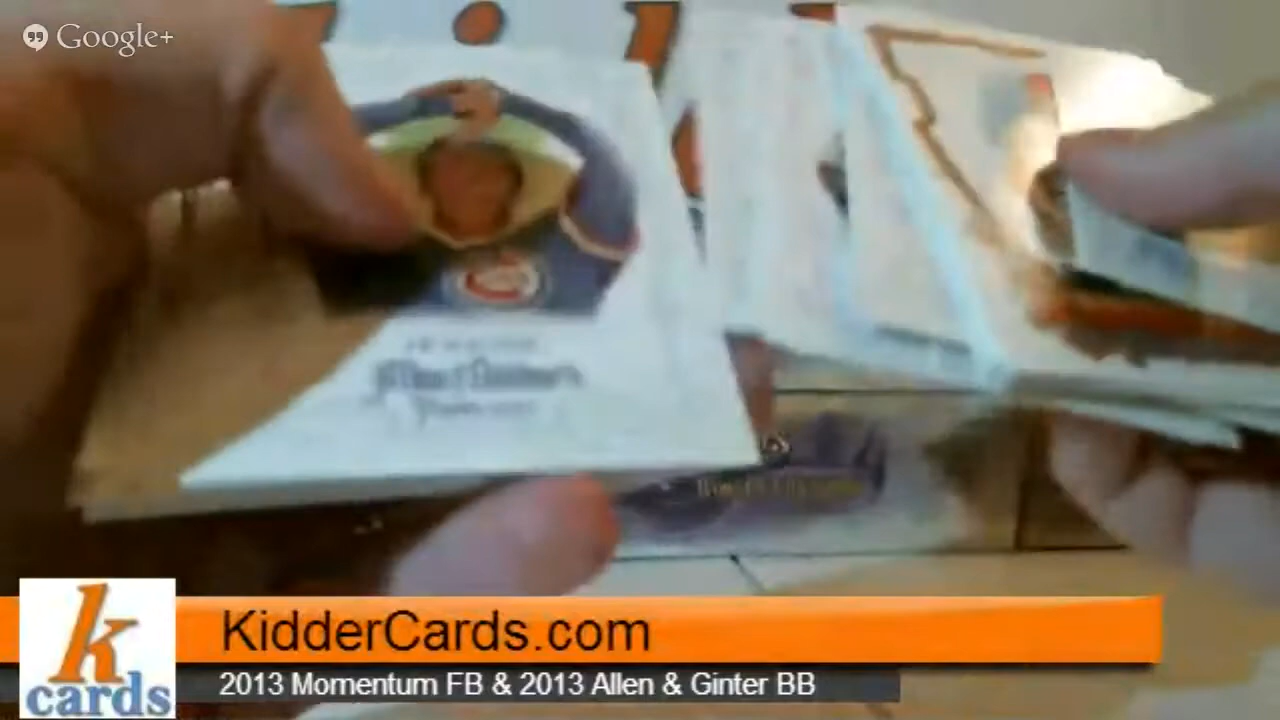 Google+
KidderCards.com
2013 Momentum FB & 2013 Allen & Ginter BB
k
cards